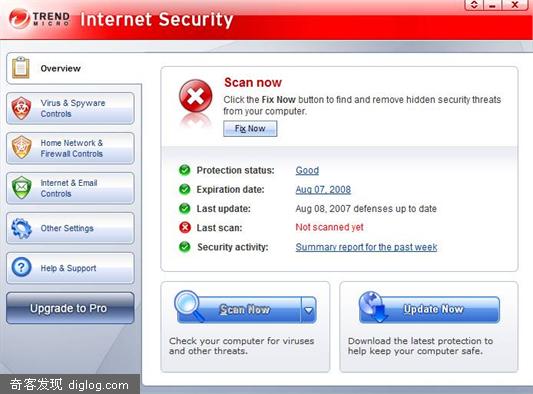 TREND
MICRO
Internet Security
Overview
Virus & Spyware
Controls
Home Network &
Firewall Controls
Internet & Email
Controls
Other Settings
Help & Support
Upgrade to Pro
Scan now
Click the Fix Now button to find and remove hidden security threats
from your computer.
Fix Now
Protection status: Good
Expiration date: Aug 07, 2008
Last update: Aug 08, 2007 defenses up to date
Last scan: Not scanned yet
Security activity: Summary report for the past week
Scan Now
Check your computer for viruses
and other threats.
Update Now
Download the latest protection to
help keep your computer safe.
奇客发现 diglog.com